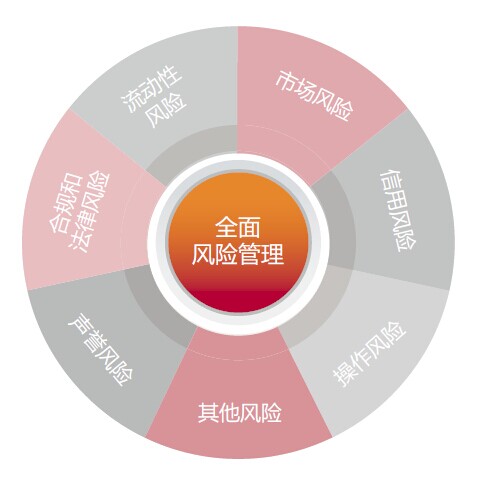 全面
风险管理
市场风险
信用风险
操作风险
其他风险
声誉风险
合规和
法律风险
流动性
风险